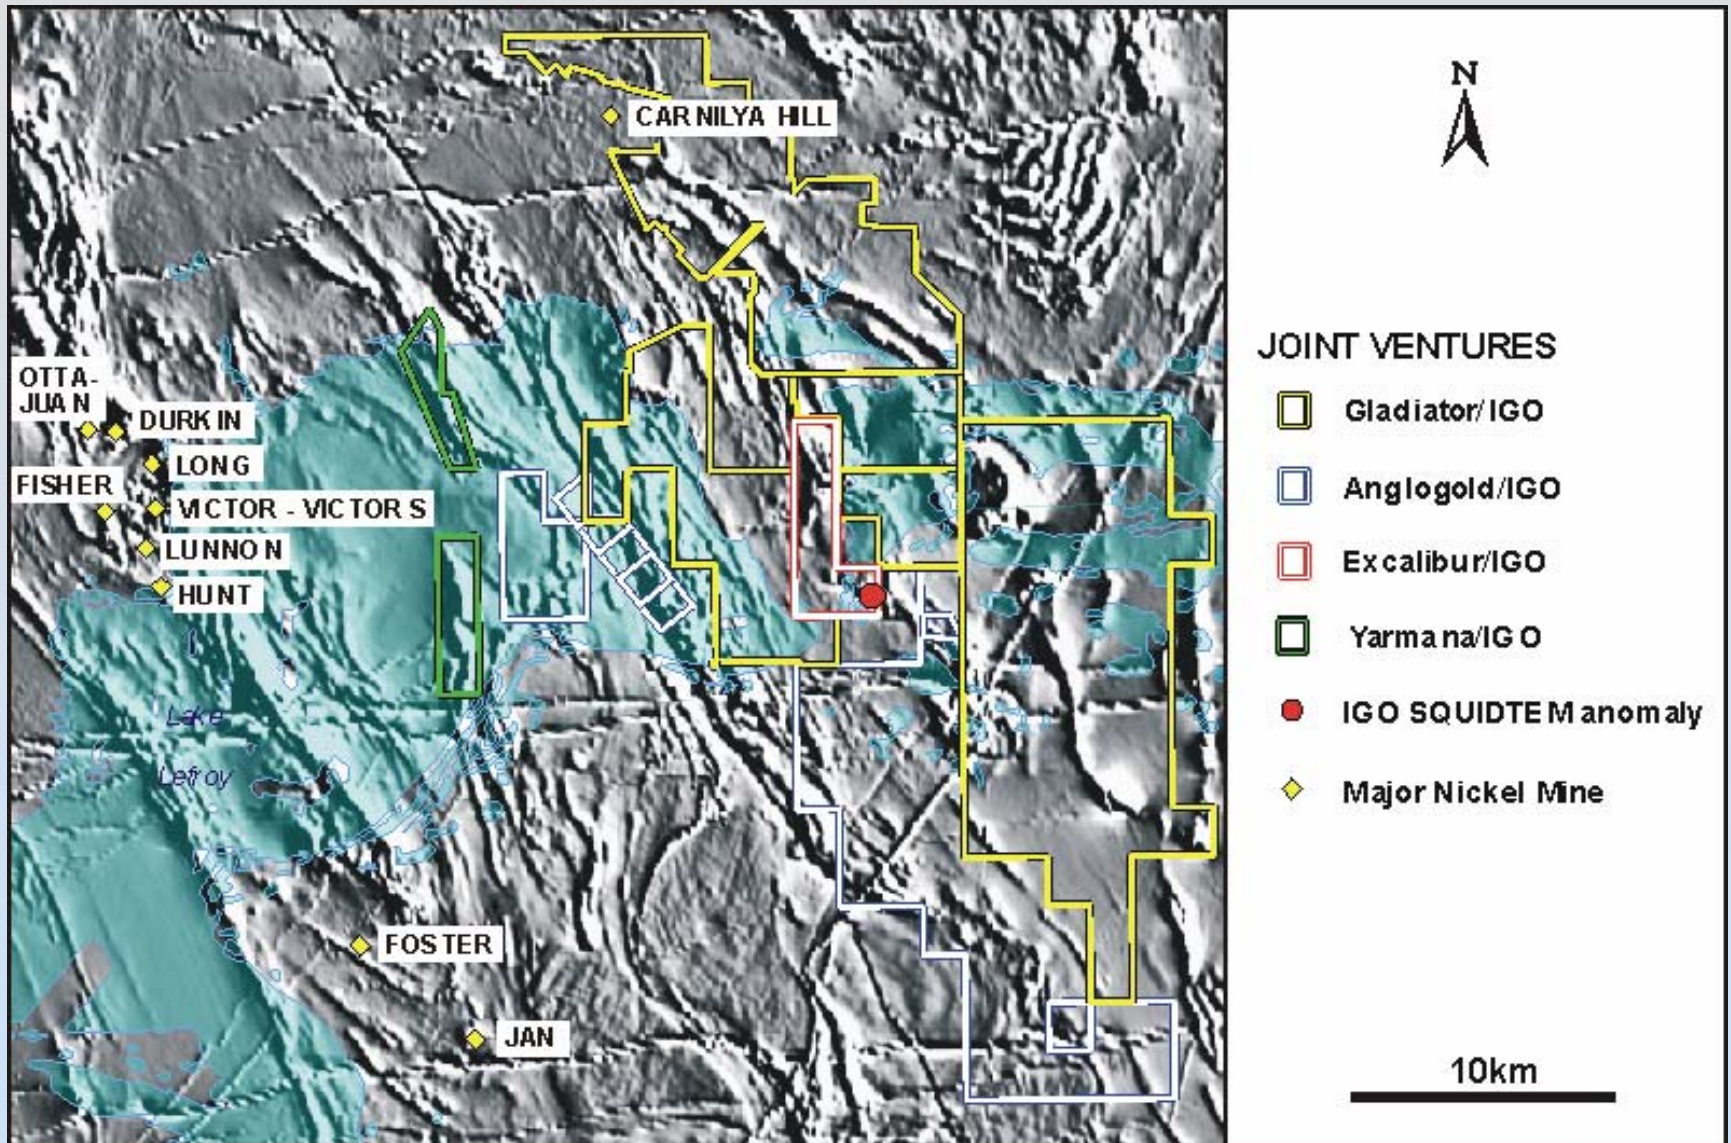 CARNILYA HILL
OTTA-
JUAN
DURKIN
LONG
FISHER
VICTOR - VICTOR S
LUNNON
HUNT
Lake
Lefroy
FOSTER
JAN
N
JOINT VENTURES
Gladiator/IGO
Anglogold/IGO
Excalibur/IGO
Yarmana/IGO
IGO SQUIDTEM anomaly
Major Nickel Mine
10km